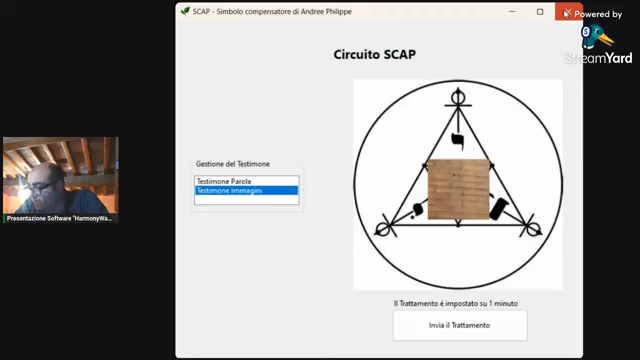 SCAP - Simbolo compensatore di Andree Philippe
Powered by
StreamYard
Circuito SCAP
Gestione del Testimone
Testimone Parola
Testimone Immagini
Presentazione Software "HarmonyWa...
Il Trattamento è impostato su 1 minuto
Invia il Trattamento